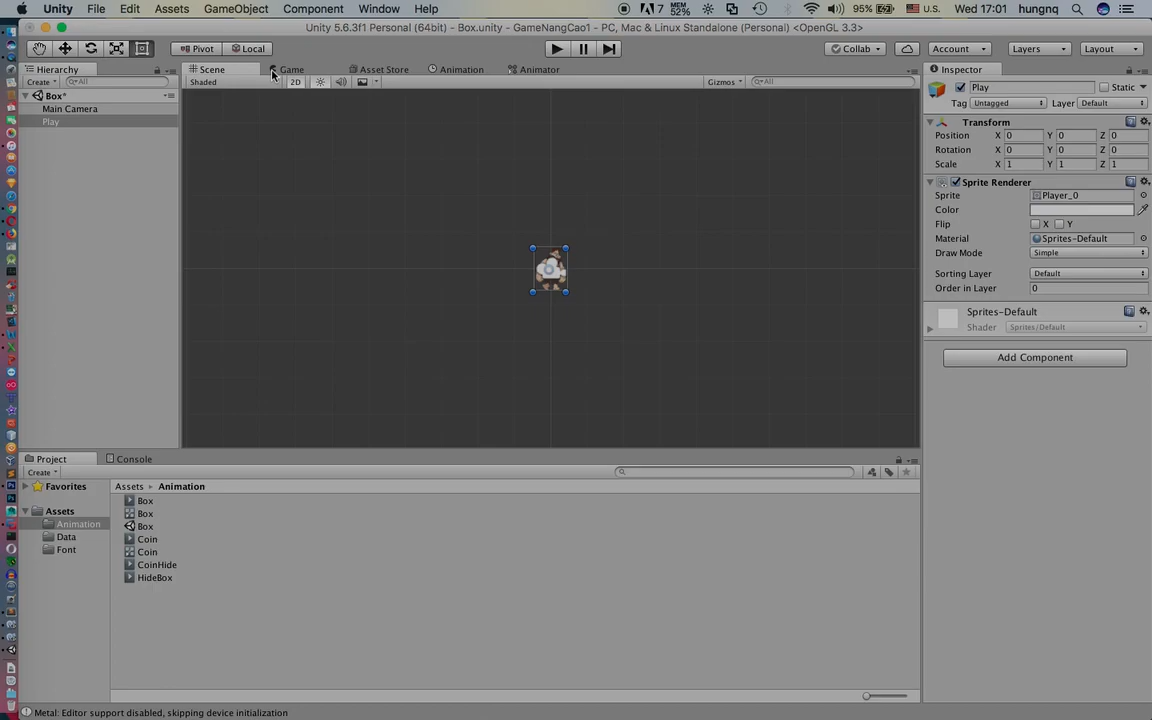 Unity File Edit Assets GameObject Component Window Help 7 MEM 52% 95% U.S. Wed 17:01 hungnq
Unity 5.6.3f1 Personal (64bit) - Box.unity - GameNangCao1 - PC, Mac & Linux Standalone (Personal) <OpenGL 3.3>
Pivot Local Collab Account Layers Layout
Hierarchy Scene Game Asset Store Animation Animator Inspector
Create All Shaded 2D Gizmos All
Play Static
Box*
Tag Untagged Layer Default
Main Camera
Play
Transform
Position X 0 Y 0 Z 0
Rotation X 0 Y 0 Z 0
Scale X 1 Y 1 Z 1
Sprite Renderer
Sprite Player_0
Color
Flip X Y
Material Sprites-Default
Draw Mode Simple
Sorting Layer Default
Order in Layer 0
Sprites-Default
Shader Sprites/Default
Add Component
Project Console
Create
Favorites
Assets
Animation
Data
Font
Assets Animation
Box
Box
Box
Coin
Coin
CoinHide
HideBox
Metal: Editor support disabled, skipping device initialization